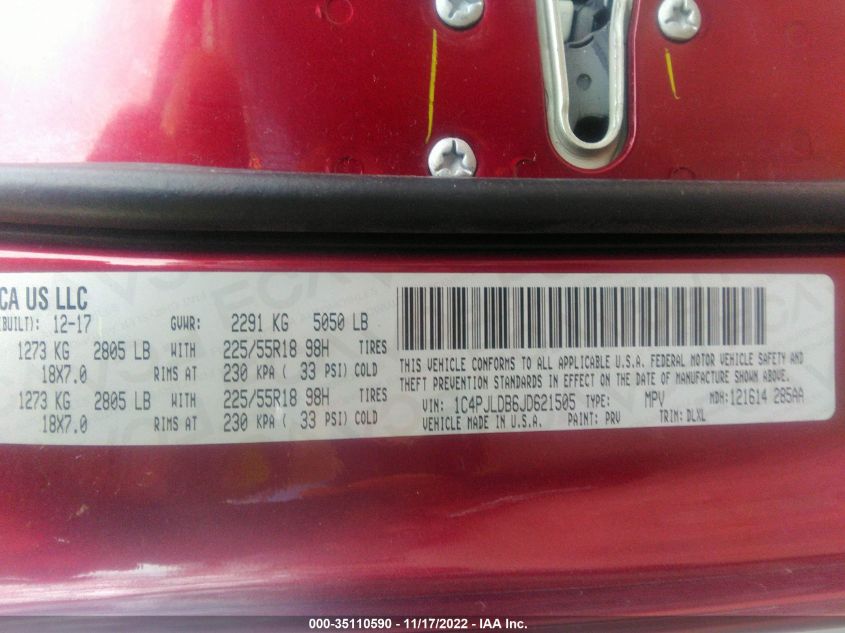 CA US LLC
BUILT): 12-17 GVWR: 2291 KG 5050 LB
1273 KG 2805 LB WITH 225/55R18 98H TIRES
18X7.0 RIMS AT 230 KPA ( 33 PSI) COLD
1273 KG 2805 LB WITH 225/55R18 98H TIRES
18X7.0 RIMS AT 230 KPA ( 33 PSI) COLD
THIS VEHICLE CONFORMS TO ALL APPLICABLE U.S.A. FEDERAL MOTOR VEHICLE SAFETY AND
THEFT PREVENTION STANDARDS IN EFFECT ON THE DATE OF MANUFACTURE SHOWN ABOVE.
VIN: 1C4PJLDB6JD621505 TYPE: MPV MDH:121614 285AA
VEHICLE MADE IN U.S.A. PAINT: PRV TRIM: DLXL
000-35110590 - 11/17/2022 - IAA Inc.